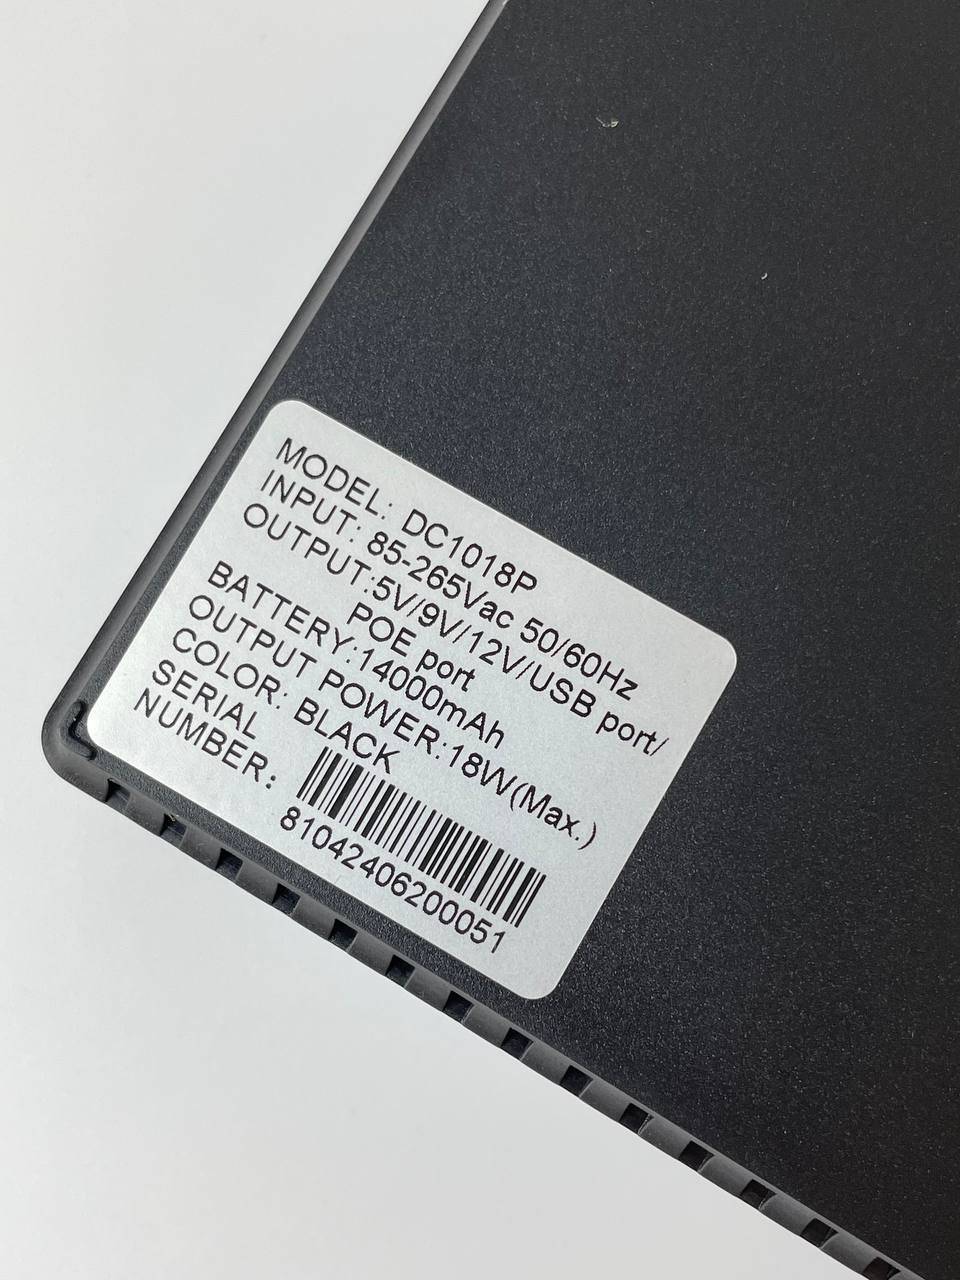 MODEL: DC1018P
INPUT: 85-265Vac 50/60Hz
OUTPUT:5V/9V/12V/USB port/
POE port
BATTERY:14000mAh
OUTPUT POWER:18W(Max.)
COLOR: BLACK
SERIAL
NUMBER:
81042406200051